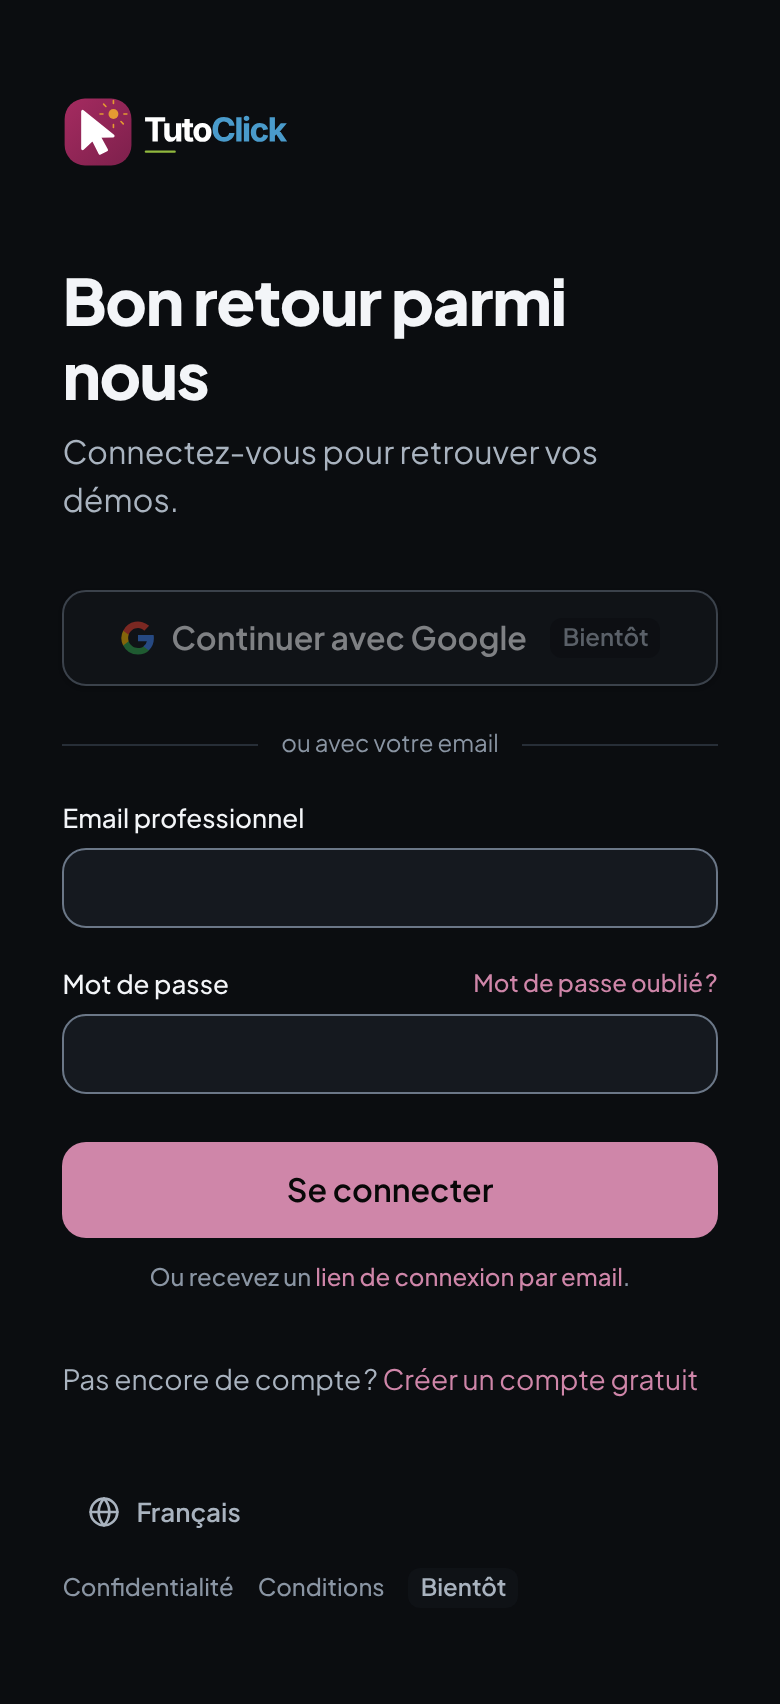 TutoClick
Bon retour parmi
nous
Connectez-vous pour retrouver vos
démos.
Continuer avec Google Bientôt
ou avec votre email
Email professionnel
Mot de passe Mot de passe oublié ?
Se connecter
Ou recevez un lien de connexion par email.
Pas encore de compte ? Créer un compte gratuit
Français
Confidentialité Conditions Bientôt